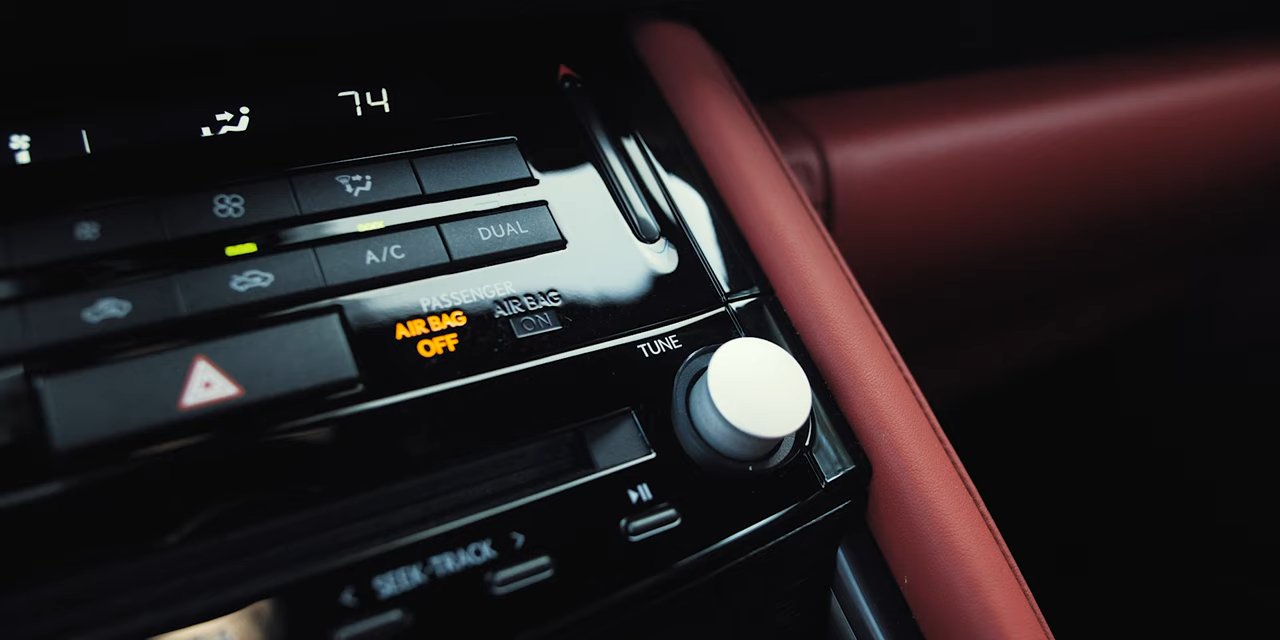 74
A/C
DUAL
PASSENGER
AIR BAG
OFF
AIR BAG
ON
TUNE
SEEK·TRACK